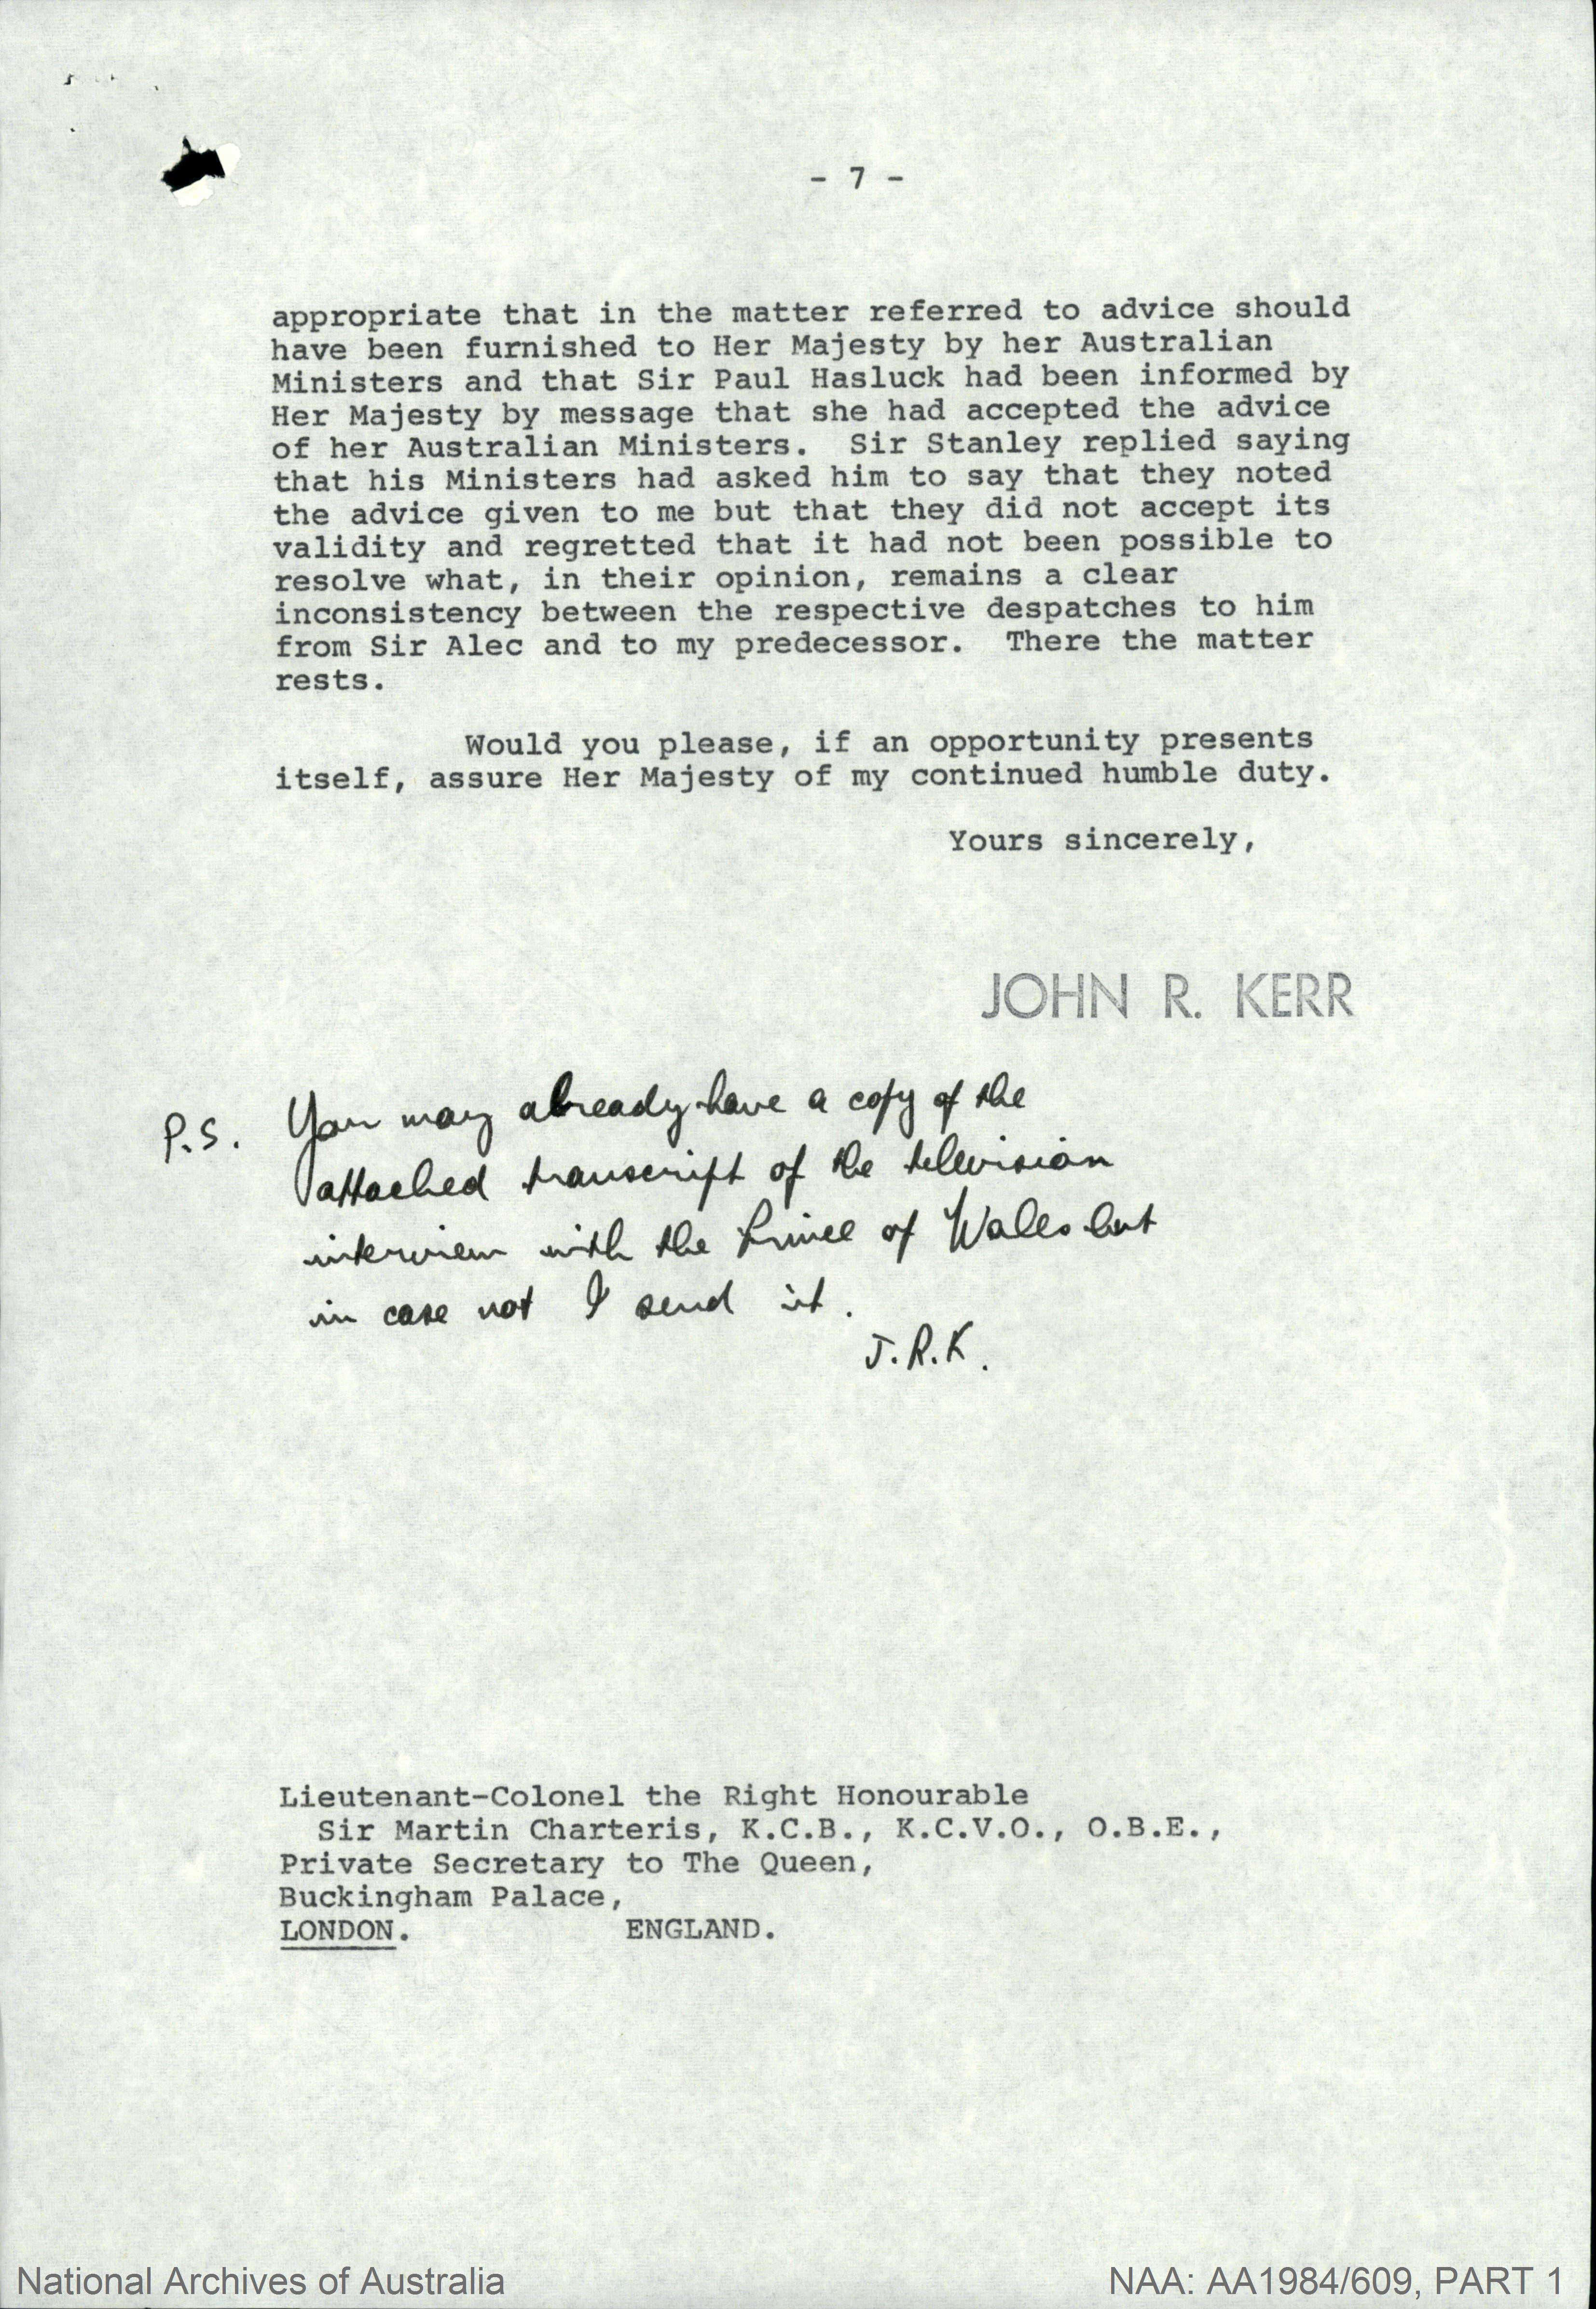 - 7 -
appropriate that in the matter referred to advice should
have been furnished to Her Majesty by her Australian
Ministers and that Sir Paul Hasluck had been informed by
Her Majesty by message that she had accepted the advice
of her Australian Ministers.  Sir Stanley replied saying
that his Ministers had asked him to say that they noted
the advice given to me but that they did not accept its
validity and regretted that it had not been possible to
resolve what, in their opinion, remains a clear
inconsistency between the respective despatches to him
from Sir Alec and to my predecessor.  There the matter
rests.
Would you please, if an opportunity presents
itself, assure Her Majesty of my continued humble duty.
Yours sincerely,
JOHN R. KERR
P.S. You may already have a copy of the
attached transcript of the television
interview with the Prince of Wales but
in case not I send it.
J.R.K.
Lieutenant-Colonel the Right Honourable
Sir Martin Charteris, K.C.B., K.C.V.O., O.B.E.,
Private Secretary to The Queen,
Buckingham Palace,
LONDON. ENGLAND.
National Archives of Australia NAA: AA1984/609, PART 1